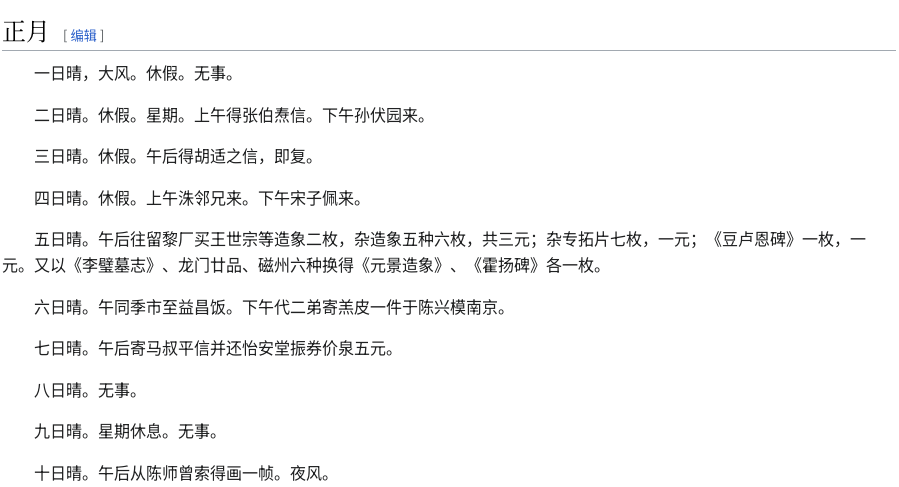 正月 [ 编辑 ]
一日晴，大风。休假。无事。
二日晴。休假。星期。上午得张伯焘信。下午孙伏园来。
三日晴。休假。午后得胡适之信，即复。
四日晴。休假。上午洙邻兄来。下午宋子佩来。
五日晴。午后往留黎厂买王世宗等造象二枚，杂造象五种六枚，共三元；杂专拓片七枚，一元；《豆卢恩碑》一枚，一
元。又以《李璧墓志》、龙门廿品、磁州六种换得《元景造象》、《霍扬碑》各一枚。
六日晴。午同季市至益昌饭。下午代二弟寄羔皮一件于陈兴模南京。
七日晴。午后寄马叔平信并还怡安堂振券价泉五元。
八日晴。无事。
九日晴。星期休息。无事。
十日晴。午后从陈师曾索得画一帧。夜风。